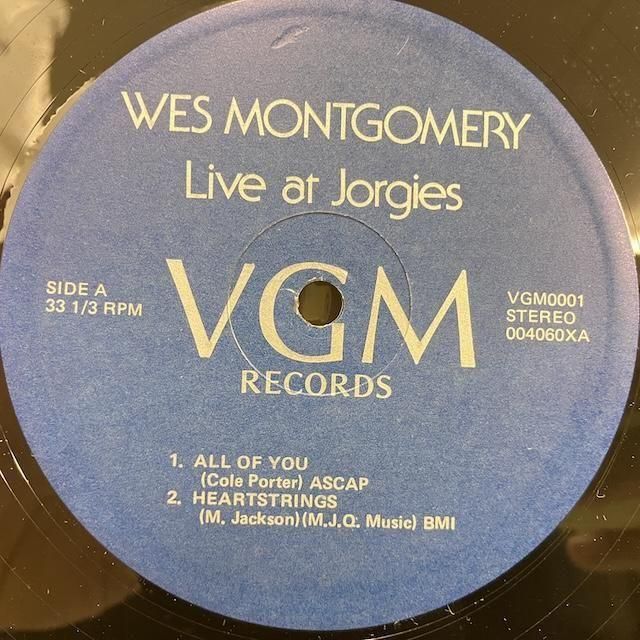 WES MONTGOMERY
Live at Jorgies
SIDE A
33 1/3 RPM
VGM
RECORDS
VGM0001
STEREO
004060XA
1. ALL OF YOU
(Cole Porter) ASCAP
2. HEARTSTRINGS
(M. Jackson)(M.J.Q. Music) BMI